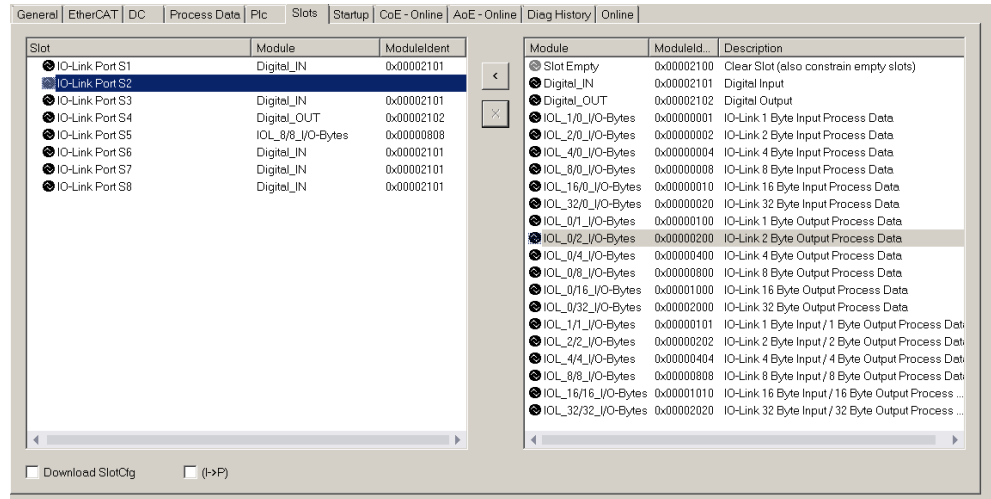 General EtherCAT DC Process Data Plc Slots Startup CoE - Online AoE - Online Diag History Online
Slot Module ModuleIdent
IO-Link Port S1 Digital_IN 0x00002101
IO-Link Port S2
IO-Link Port S3 Digital_IN 0x00002101
IO-Link Port S4 Digital_OUT 0x00002102
IO-Link Port S5 IOL_8/8_I/O-Bytes 0x00000808
IO-Link Port S6 Digital_IN 0x00002101
IO-Link Port S7 Digital_IN 0x00002101
IO-Link Port S8 Digital_IN 0x00002101
<
X
Module ModuleId... Description
Slot Empty 0x00002100 Clear Slot (also constrain empty slots)
Digital_IN 0x00002101 Digital Input
Digital_OUT 0x00002102 Digital Output
IOL_1/0_I/O-Bytes 0x00000001 IO-Link 1 Byte Input Process Data
IOL_2/0_I/O-Bytes 0x00000002 IO-Link 2 Byte Input Process Data
IOL_4/0_I/O-Bytes 0x00000004 IO-Link 4 Byte Input Process Data
IOL_8/0_I/O-Bytes 0x00000008 IO-Link 8 Byte Input Process Data
IOL_16/0_I/O-Bytes 0x00000010 IO-Link 16 Byte Input Process Data
IOL_32/0_I/O-Bytes 0x00000020 IO-Link 32 Byte Input Process Data
IOL_0/1_I/O-Bytes 0x00000100 IO-Link 1 Byte Output Process Data
IOL_0/2_I/O-Bytes 0x00000200 IO-Link 2 Byte Output Process Data
IOL_0/4_I/O-Bytes 0x00000400 IO-Link 4 Byte Output Process Data
IOL_0/8_I/O-Bytes 0x00000800 IO-Link 8 Byte Output Process Data
IOL_0/16_I/O-Bytes 0x00001000 IO-Link 16 Byte Output Process Data
IOL_0/32_I/O-Bytes 0x00002000 IO-Link 32 Byte Output Process Data
IOL_1/1_I/O-Bytes 0x00000101 IO-Link 1 Byte Input / 1 Byte Output Process Dat
IOL_2/2_I/O-Bytes 0x00000202 IO-Link 2 Byte Input / 2 Byte Output Process Dat
IOL_4/4_I/O-Bytes 0x00000404 IO-Link 4 Byte Input / 4 Byte Output Process Dat
IOL_8/8_I/O-Bytes 0x00000808 IO-Link 8 Byte Input / 8 Byte Output Process Dat
IOL_16/16_I/O-Bytes 0x00001010 IO-Link 16 Byte Input / 16 Byte Output Process ...
IOL_32/32_I/O-Bytes 0x00002020 IO-Link 32 Byte Input / 32 Byte Output Process ...
Download SlotCfg (I->P)